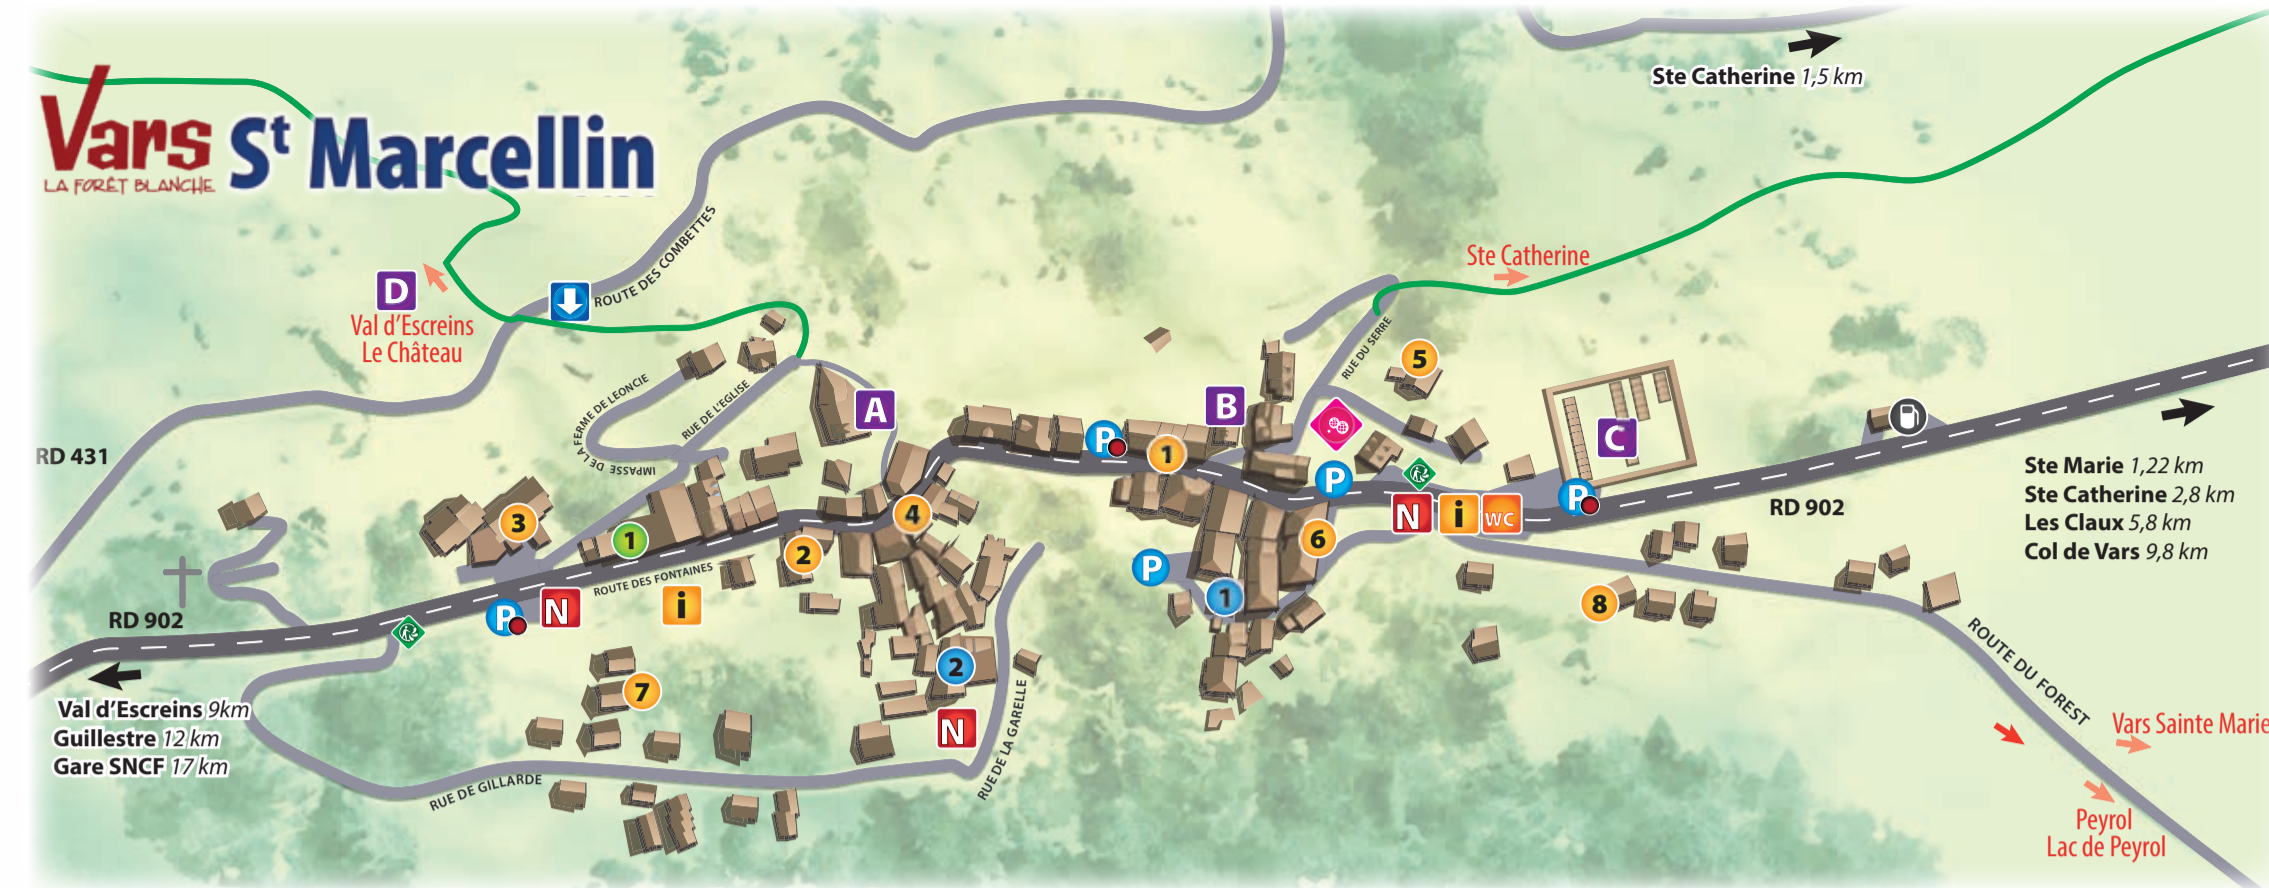 Ste Catherine 1,5 km
Vars
LA FORÊT BLANCHE
St Marcellin
ROUTE DES COMBETTES
D
Val d'Escreins
Le Château
Ste Catherine
RUE DU SERRE
5
IMPASSE DE LA FERME DE LEONCIE
RUE DE L'EGLISE
A
B
P
1
C
RD 431
P
P
Ste Marie 1,22 km
Ste Catherine 2,8 km
Les Claux 5,8 km
Col de Vars 9,8 km
RD 902
3
1
4
2
6
N
i
WC
P
1
ROUTE DES FONTAINES
RD 902
P
N
i
8
ROUTE DU FOREST
7
2
N
RUE DE LA GARELLE
Val d'Escreins 9km
Guillestre 12 km
Gare SNCF 17 km
RUE DE GILLARDE
Vars Sainte Marie
Peyrol
Lac de Peyrol